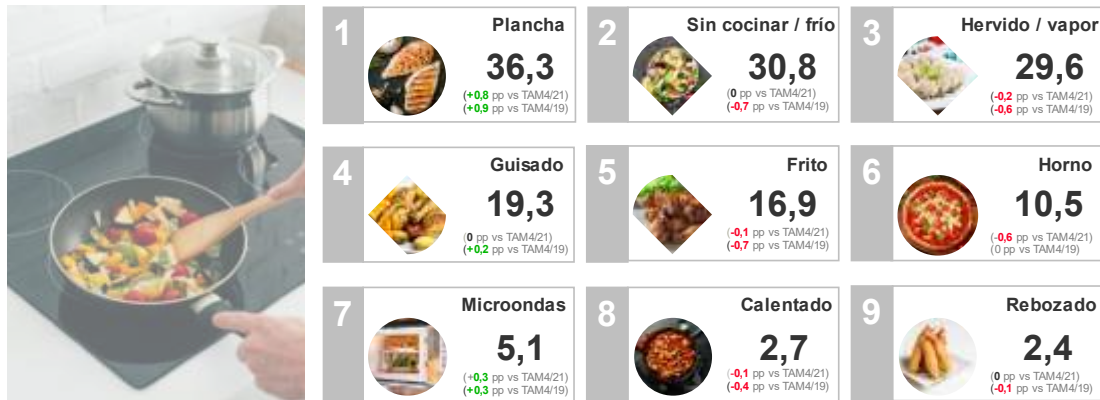 1
Plancha
36,3
(+0,8 pp vs TAM4/21)
(+0,9 pp vs TAM4/19)
2
Sin cocinar / frío
30,8
(0 pp vs TAM4/21)
(-0,7 pp vs TAM4/19)
3
Hervido / vapor
29,6
(-0,2 pp vs TAM4/21)
(-0,6 pp vs TAM4/19)
4
Guisado
19,3
(0 pp vs TAM4/21)
(+0,2 pp vs TAM4/19)
5
Frito
16,9
(-0,1 pp vs TAM4/21)
(-0,7 pp vs TAM4/19)
6
Horno
10,5
(-0,6 pp vs TAM4/21)
(0 pp vs TAM4/19)
7
Microondas
5,1
(+0,3 pp vs TAM4/21)
(+0,3 pp vs TAM4/19)
8
Calentado
2,7
(-0,1 pp vs TAM4/21)
(-0,4 pp vs TAM4/19)
9
Rebozado
2,4
(0 pp vs TAM4/21)
(-0,1 pp vs TAM4/19)